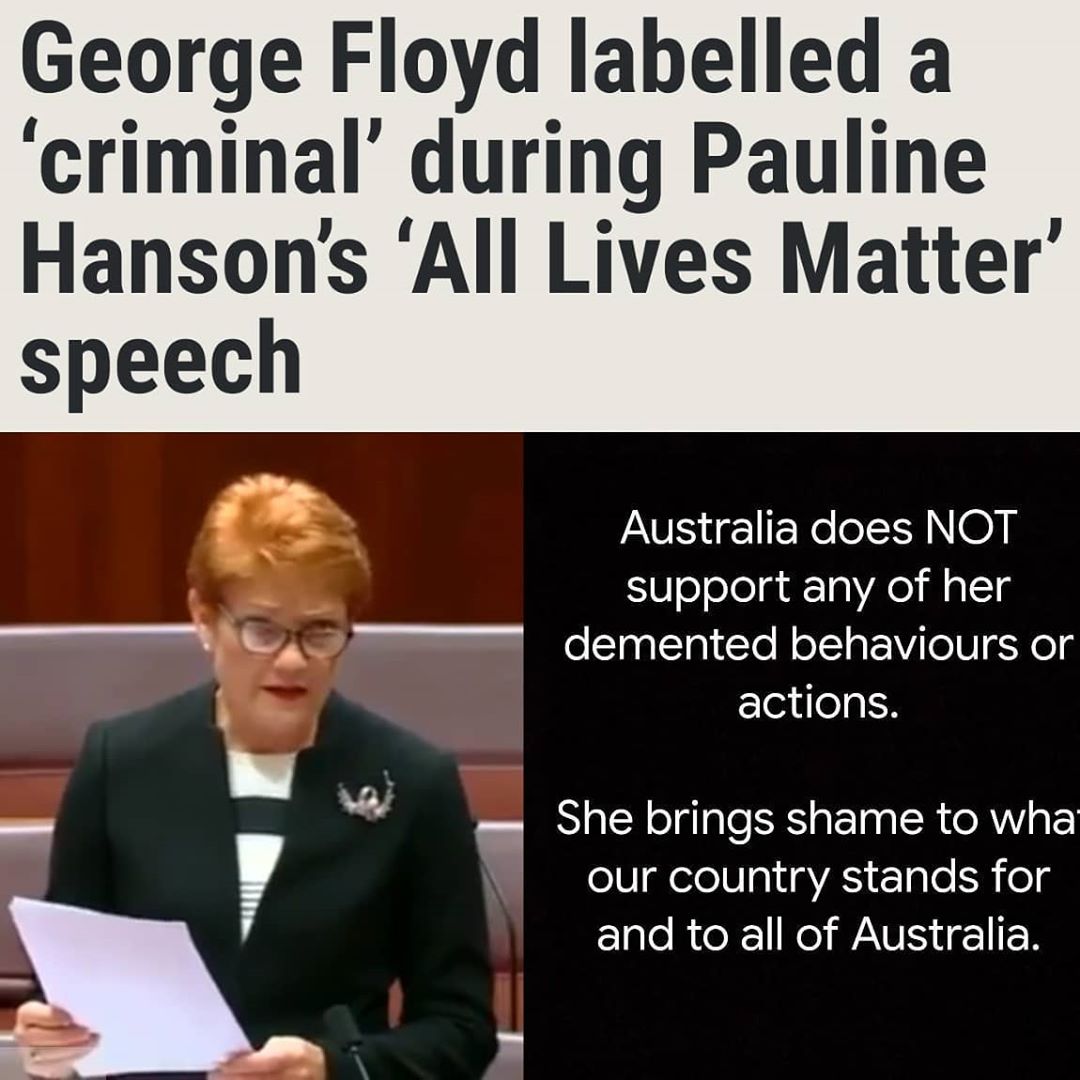 George Floyd labelled a
‘criminal’ during Pauline
Hanson’s ‘All Lives Matter’
speech
Australia does NOT
support any of her
demented behaviours or
actions.
She brings shame to wha
our country stands for
and to all of Australia.